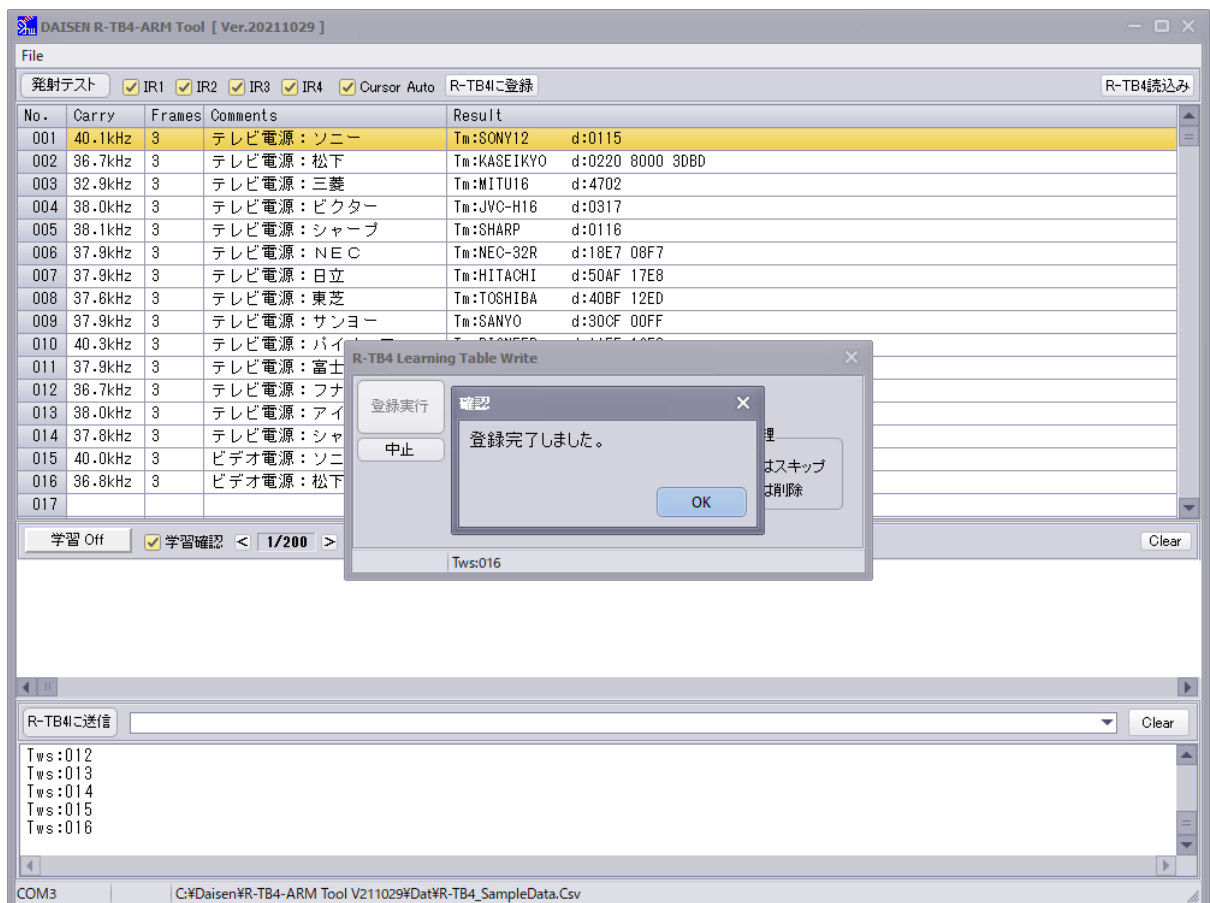 DAISEN R-TB4-ARM Tool [ Ver.20211029 ]
File
発射テスト IR1 IR2 IR3 IR4 Cursor Auto R-TB4に登録 R-TB4読込み
No. Carry Frames Comments Result
001 40.1kHz 3 テレビ電源：ソニー Tm:SONY12 d:0115
002 36.7kHz 3 テレビ電源：松下 Tm:KASEIKYO d:0220 8000 3DBD
003 32.9kHz 3 テレビ電源：三菱 Tm:MITU16 d:4702
004 38.0kHz 3 テレビ電源：ビクター Tm:JVC-H16 d:0317
005 38.1kHz 3 テレビ電源：シャープ Tm:SHARP d:0116
006 37.9kHz 3 テレビ電源：ＮＥＣ Tm:NEC-32R d:18E7 08F7
007 37.9kHz 3 テレビ電源：日立 Tm:HITACHI d:50AF 17E8
008 37.6kHz 3 テレビ電源：東芝 Tm:TOSHIBA d:40BF 12ED
009 37.9kHz 3 テレビ電源：サンヨー Tm:SANYO d:30CF 00FF
010 40.3kHz 3 テレビ電源：パイ
011 37.9kHz 3 テレビ電源：富士
012 36.7kHz 3 テレビ電源：フナ
013 38.0kHz 3 テレビ電源：アイ
014 37.8kHz 3 テレビ電源：シャ
015 40.0kHz 3 ビデオ電源：ソニ
016 36.8kHz 3 ビデオ電源：松下
017
R-TB4 Learning Table Write
登録実行
中止
理
はスキップ
は削除
確認
登録完了しました。
OK
Tws:016
学習 Off 学習確認 < 1/200 > Clear
R-TB4に送信 Clear
Tws:012
Tws:013
Tws:014
Tws:015
Tws:016
COM3 C:¥Daisen¥R-TB4-ARM Tool V211029¥Dat¥R-TB4_SampleData.Csv